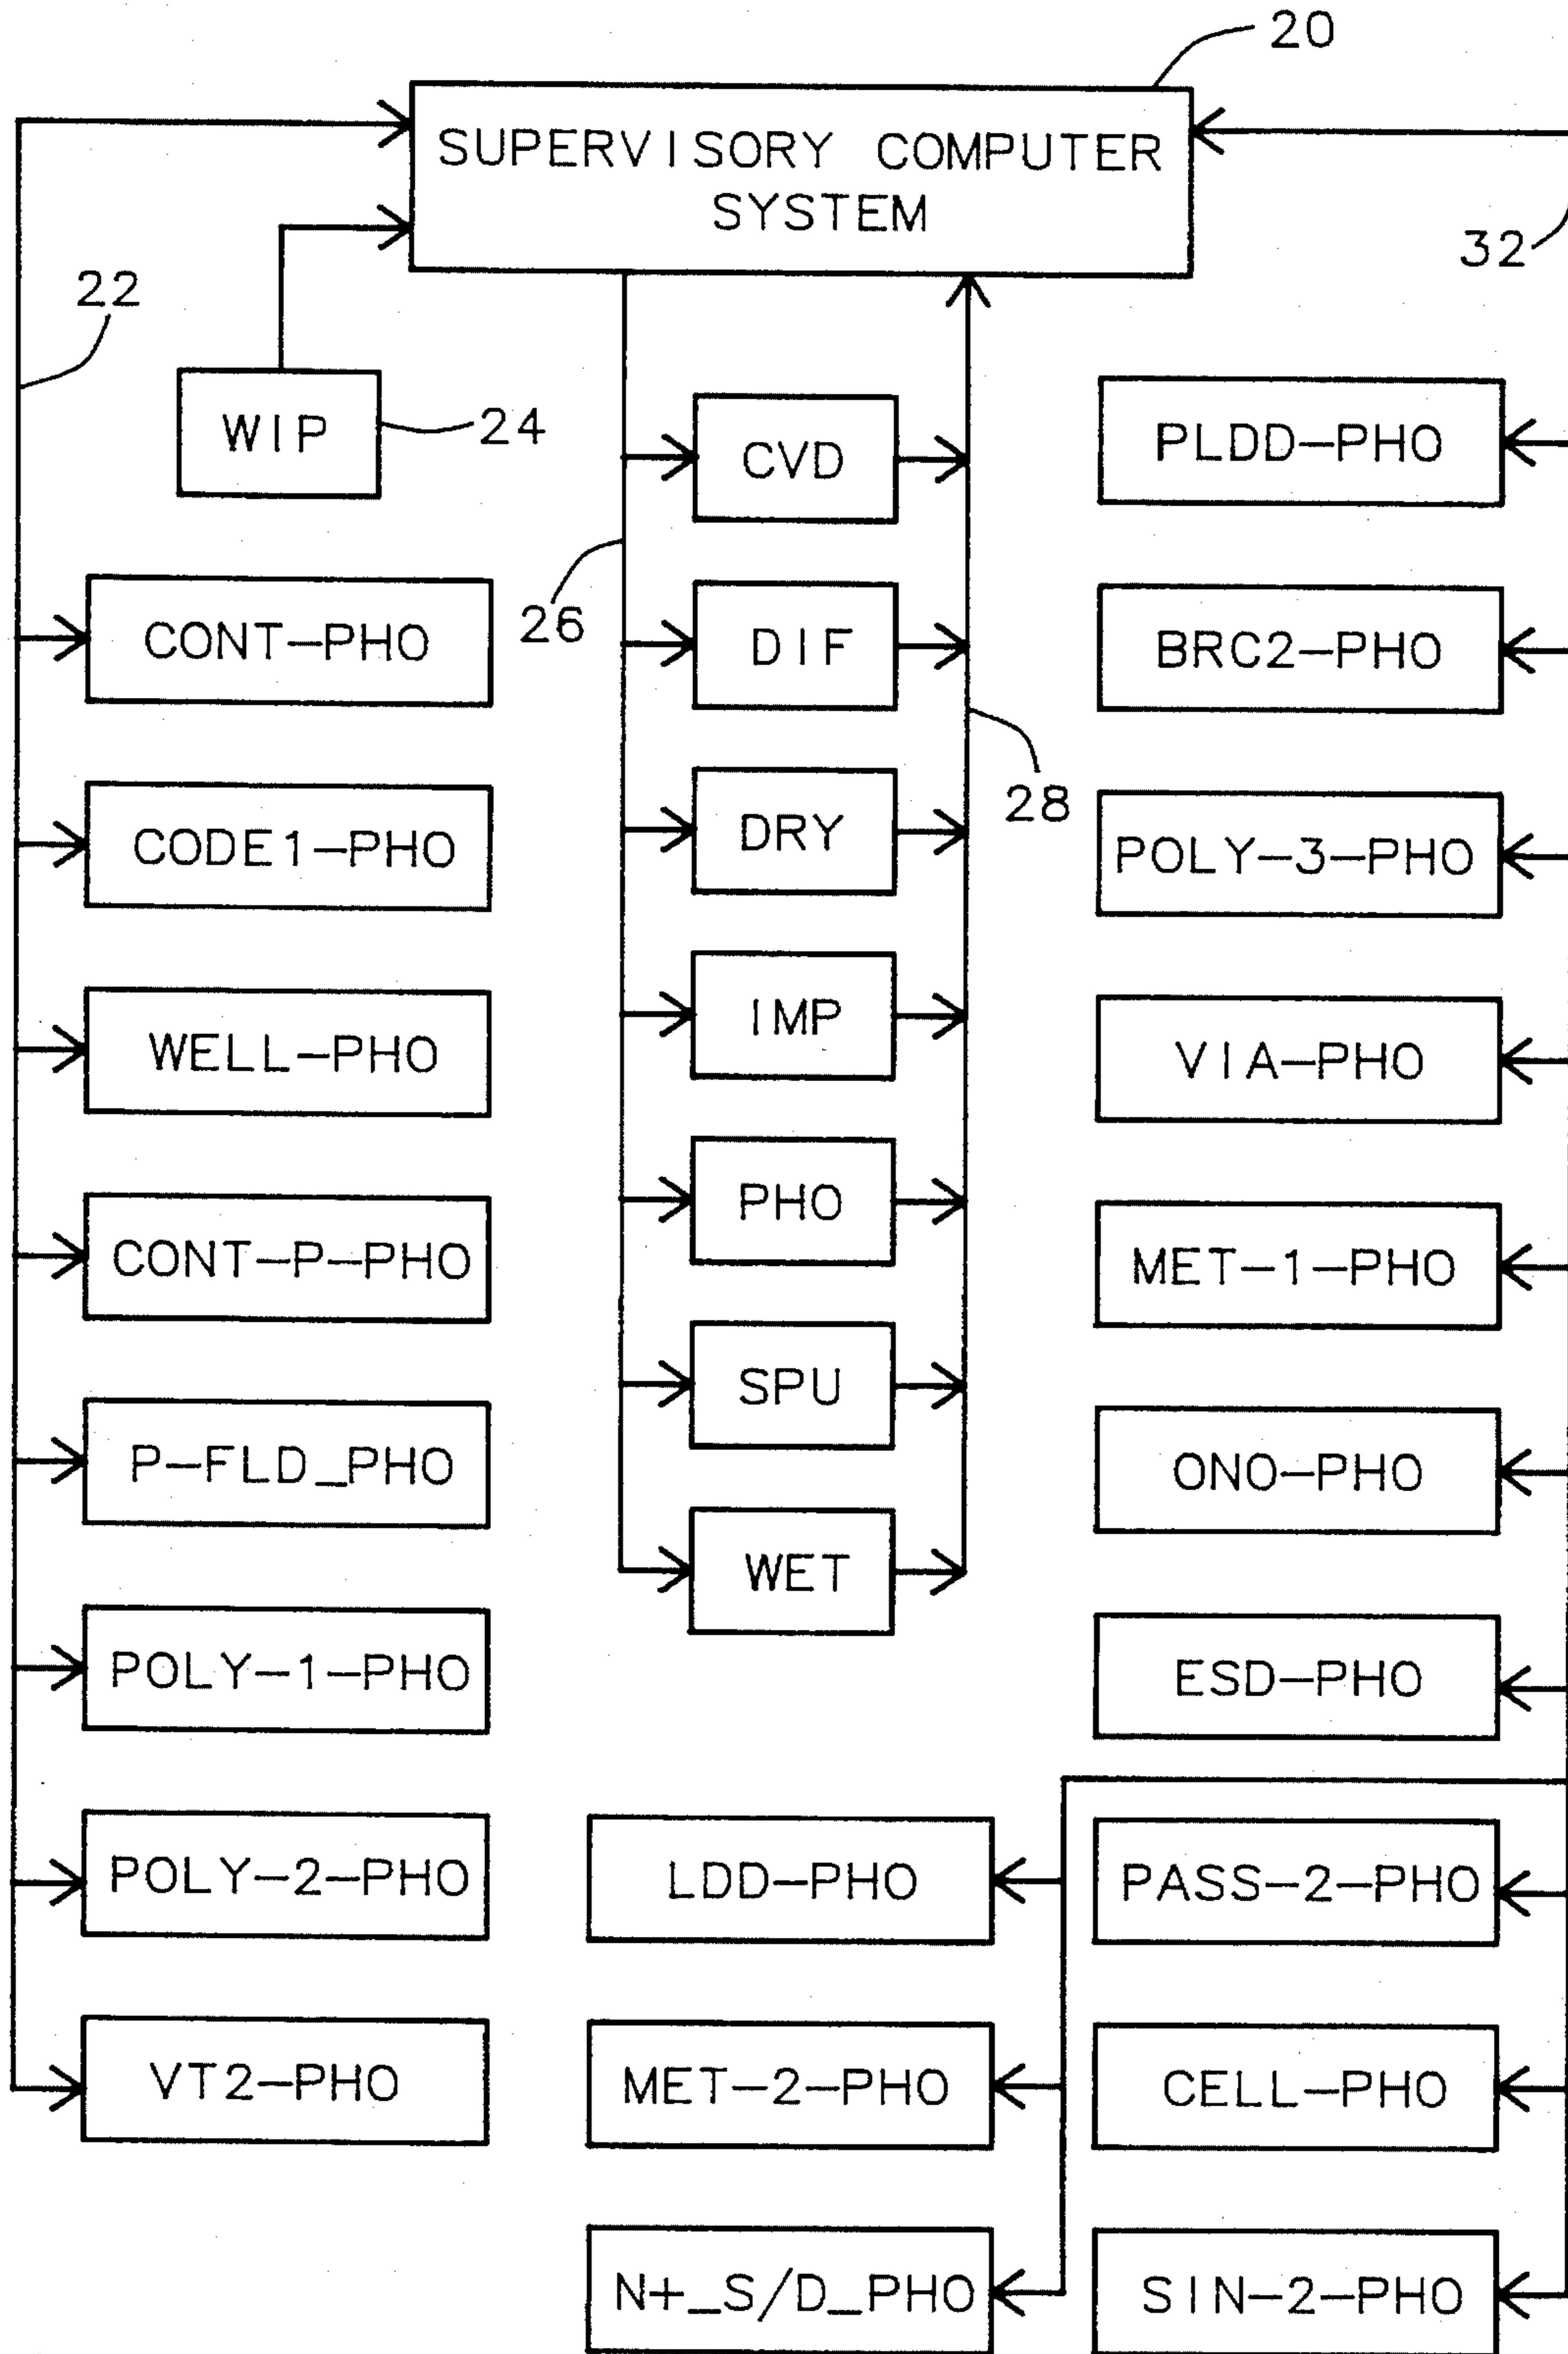 20
SUPERVISORY COMPUTER
SYSTEM
32
22
WIP
24
26
28
CONT-PHO
CODE1-PHO
WELL-PHO
CONT-P-PHO
P-FLD_PHO
POLY-1-PHO
POLY-2-PHO
VT2-PHO
CVD
DIF
DRY
IMP
PHO
SPU
WET
LDD-PHO
MET-2-PHO
N+_S/D_PHO
PLDD-PHO
BRC2-PHO
POLY-3-PHO
VIA-PHO
MET-1-PHO
ONO-PHO
ESD-PHO
PASS-2-PHO
CELL-PHO
SIN-2-PHO